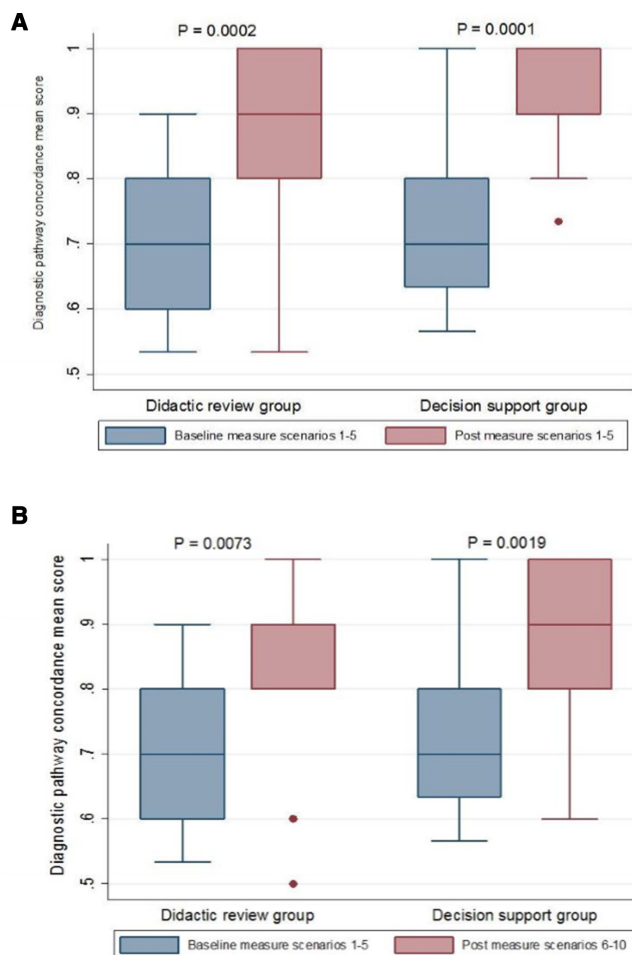 A
P = 0.0002 P = 0.0001
Diagnostic pathway concordance mean score
1
.9
.8
.7
.6
.5
Didactic review group Decision support group
Baseline measure scenarios 1-5 Post measure scenarios 1-5
B
P = 0.0073 P = 0.0019
Diagnostic pathway concordance mean score
1
.9
.8
.7
.6
.5
Didactic review group Decision support group
Baseline measure scenarios 1-5 Post measure scenarios 6-10